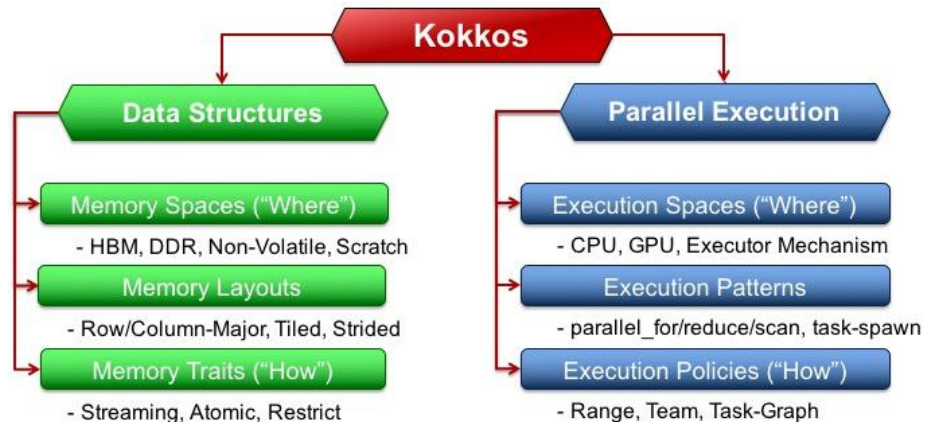 Kokkos
Data Structures
Memory Spaces (“Where”)
- HBM, DDR, Non-Volatile, Scratch
Memory Layouts
- Row/Column-Major, Tiled, Strided
Memory Traits (“How”)
- Streaming, Atomic, Restrict
Parallel Execution
Execution Spaces (“Where”)
- CPU, GPU, Executor Mechanism
Execution Patterns
- parallel_for/reduce/scan, task-spawn
Execution Policies (“How”)
- Range, Team, Task-Graph